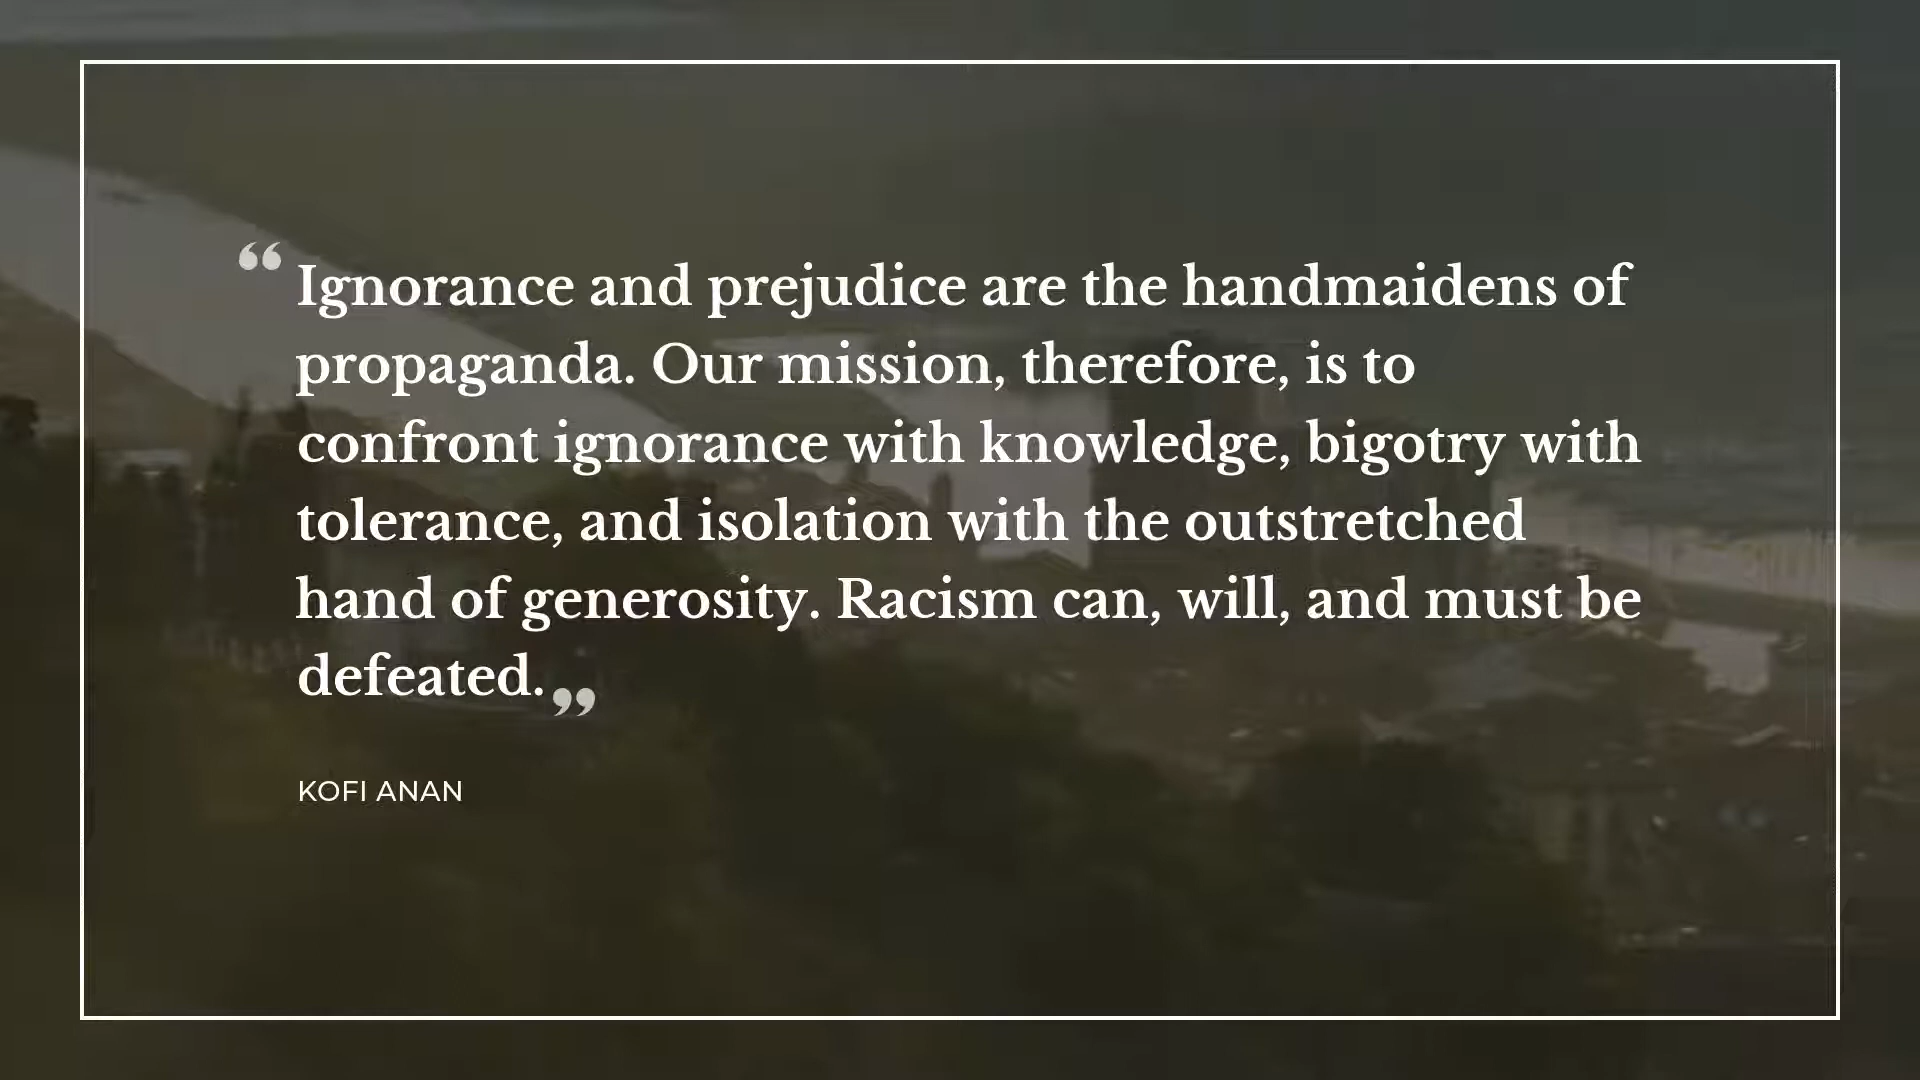 “Ignorance and prejudice are the handmaidens of
propaganda. Our mission, therefore, is to
confront ignorance with knowledge, bigotry with
tolerance, and isolation with the outstretched
hand of generosity. Racism can, will, and must be
defeated.”
KOFI ANAN